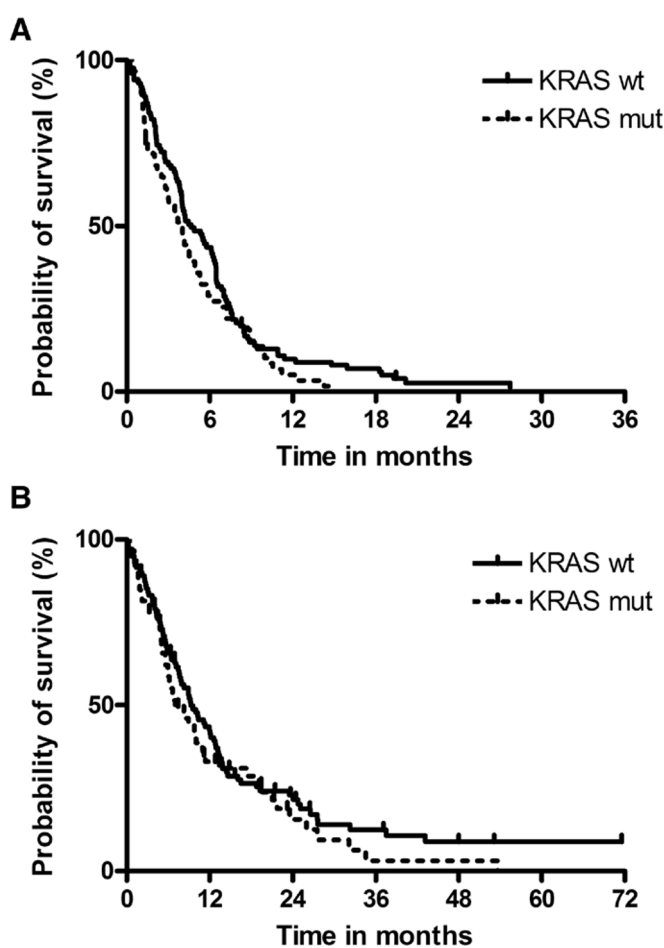 A
Probability of survival (%)
100
50
0
KRAS wt
KRAS mut
0 6 12 18 24 30 36
Time in months
B
Probability of survival (%)
100
50
0
KRAS wt
KRAS mut
0 12 24 36 48 60 72
Time in months